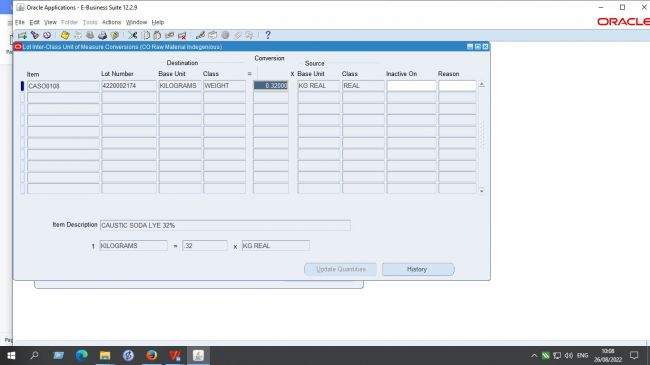 Oracle Applications - E-Business Suite 12.2.9
File Edit View Folder Tools Actions Window Help
ORACLE
Lot Inter-Class Unit of Measure Conversions (CO Raw Material Indegenious)
Destination Conversion Source
Item Lot Number Base Unit Class = x Base Unit Class Inactive On Reason
CASO0108 4220002174 KILOGRAMS WEIGHT 0.32000 KG REAL REAL
Item Description CAUSTIC SODA LYE 32%
1 KILOGRAMS = .32 x KG REAL
Update Quantities History
Pag
ENG
10:08
26/08/2022